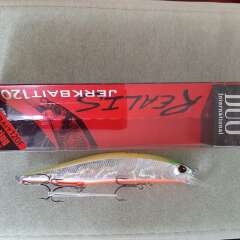 DUO
International
REALIS
JERKBAIT120